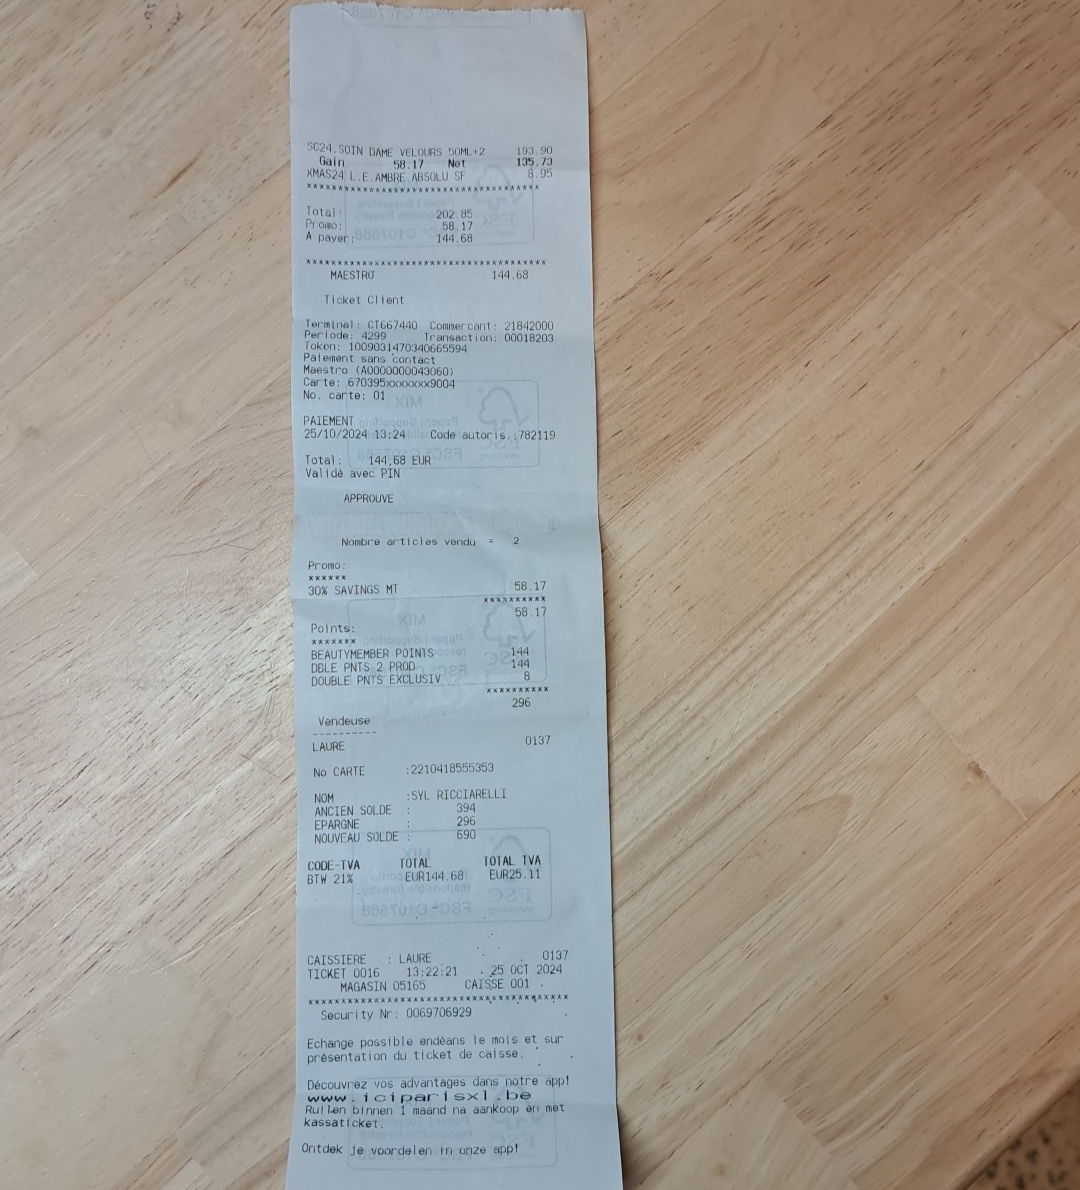 SC24.SOIN DAME VELOURS 50ML+2 193.90
Gain 58.17 Net 135.73
XMAS24 L.E.AMBRE ABSOLU SF 8.95
****************************************
Total: 202.85
Promo: 58.17
A payer: 144.68
****************************************
MAESTRO 144.68
Ticket Client
Terminal: CT667440 Commercant: 21842000
Periode: 4299 Transaction: 00018203
Token: 1009031470340665594
Paiement sans contact
Maestro (A0000000043060)
Carte: 670395xxxxxxx9004
No. carte: 01
PAIEMENT
25/10/2024 13:24 Code autoris.:782119
Total: 144,68 EUR
Validé avec PIN
APPROUVE
Nombre articles vendu = 2
Promo:
******
30% SAVINGS MT 58.17
**********
58.17
Points:
*******
BEAUTYMEMBER POINTS 144
DBLE PNTS 2 PROD 144
DOUBLE PNTS EXCLUSIV 8
**********
296
Vendeuse
----------
LAURE 0137
No CARTE :2210418555353
NOM :SYL RICCIARELLI
ANCIEN SOLDE : 394
EPARGNE : 296
NOUVEAU SOLDE : 690
CODE-TVA TOTAL TOTAL TVA
BTW 21% EUR144.68 EUR25.11
CAISSIERE : LAURE 0137
TICKET 0016 13:22:21 25 OCT 2024
MAGASIN 05165 CAISSE 001
****************************************
Security Nr: 0069706929
Echange possible endéans le mois et sur
présentation du ticket de caisse.
Découvrez vos advantages dans notre app!
www.iciparisxl.be
Ruilen binnen 1 maand na aankoop en met
kassaticket.
Ontdek je voordelen in onze app!